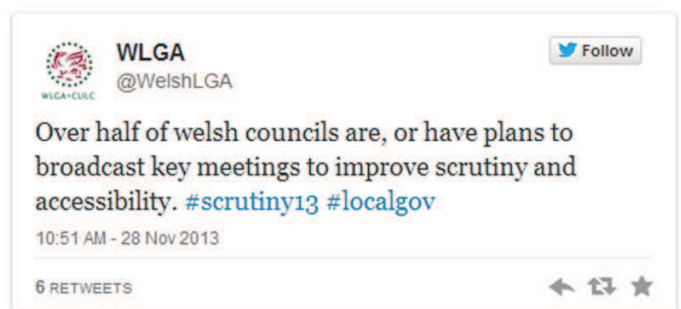 WLGA
@WelshLGA
Follow
WLGA•CLILC
Over half of welsh councils are, or have plans to
broadcast key meetings to improve scrutiny and
accessibility. #scrutiny13 #localgov
10:51 AM - 28 Nov 2013
6 RETWEETS